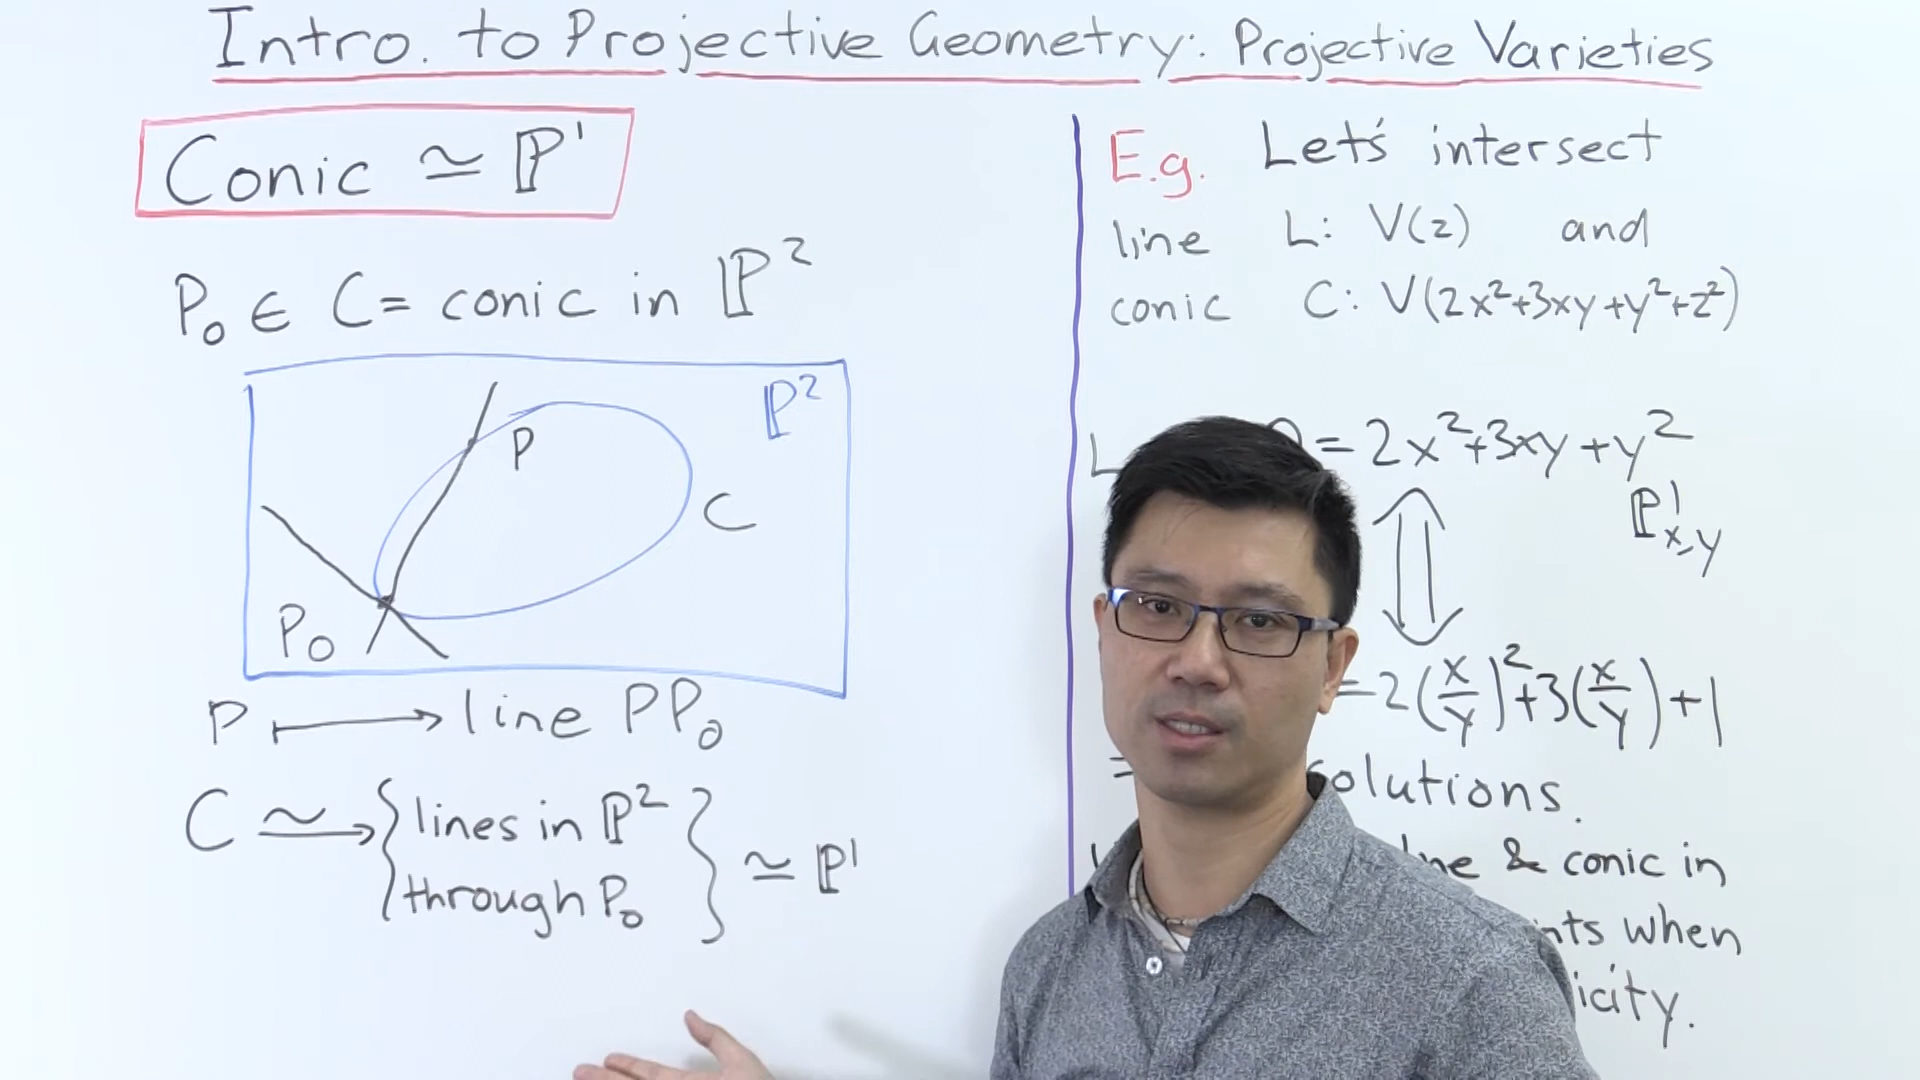 Intro. to Projective Geometry: Projective Varieties
Conic ≃ ℙ¹
P₀ ∈ C = conic in ℙ²
ℙ²
P
C
P₀
P ↦ line PP₀
C ≃→ { lines in ℙ² through P₀ } ≃ ℙ¹
E.g. Let's intersect
line L: V(z) and
conic C: V(2x²+3xy+y²+z²)
L = 2x²+3xy+y²
ℙ¹x,y
= 2(x/y)²+3(x/y)+1
= solutions.
& conic in
when